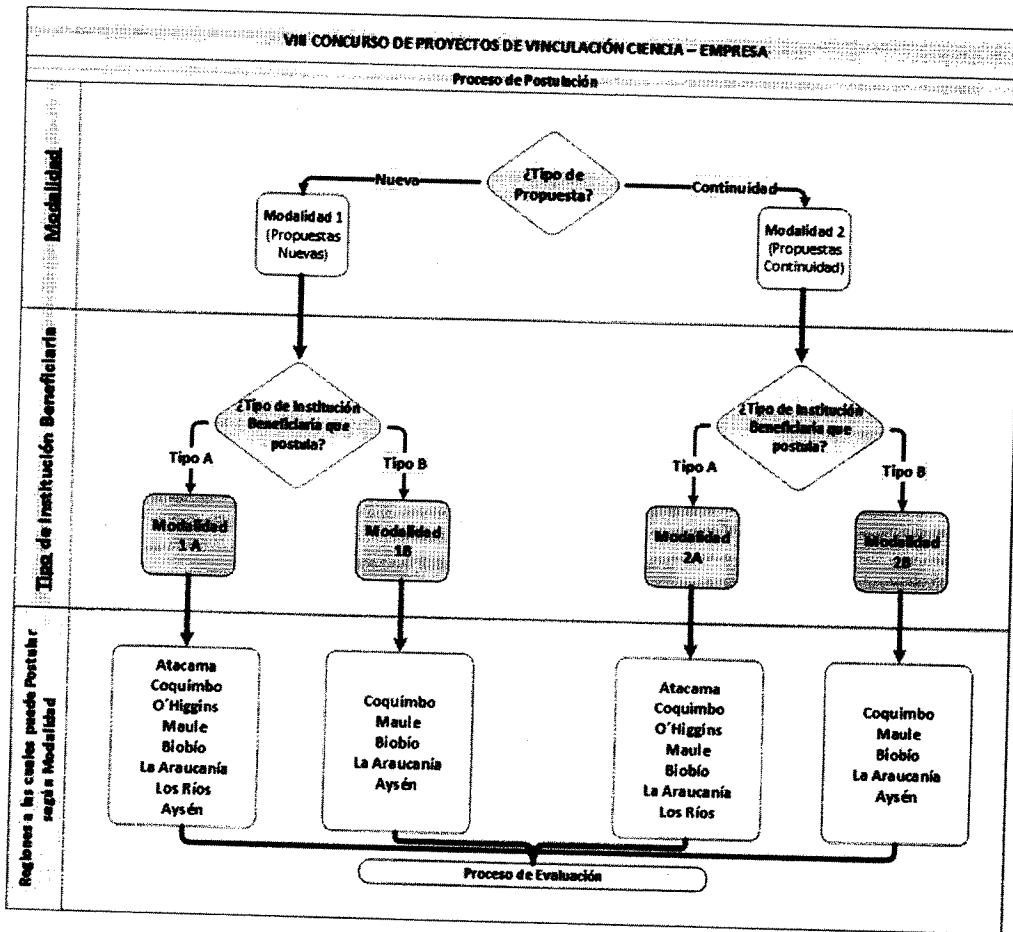 VIII CONCURSO DE PROYECTOS DE VINCULACIÓN CIENCIA – EMPRESA
Proceso de Postulación
Modalidad
¿Tipo de
Propuesta?
Nueva
Continuidad
Modalidad 1
(Propuestas
Nuevas)
Modalidad 2
(Propuestas
Continuidad)
Tipo de Institución Beneficiaria
¿Tipo de Institución
Beneficiaria que
postula?
Tipo A
Tipo B
Modalidad
1 A
Modalidad
1B
¿Tipo de Institución
Beneficiaria que
postula?
Tipo A
Tipo B
Modalidad
2A
Modalidad
2B
Regiones a las cuales puede Postular
según Modalidad
Atacama
Coquimbo
O´Higgins
Maule
Biobío
La Araucanía
Los Ríos
Aysén
Coquimbo
Maule
Biobío
La Araucanía
Aysén
Atacama
Coquimbo
O´Higgins
Maule
Biobío
La Araucanía
Los Ríos
Coquimbo
Maule
Biobío
La Araucanía
Aysén
Proceso de Evaluación